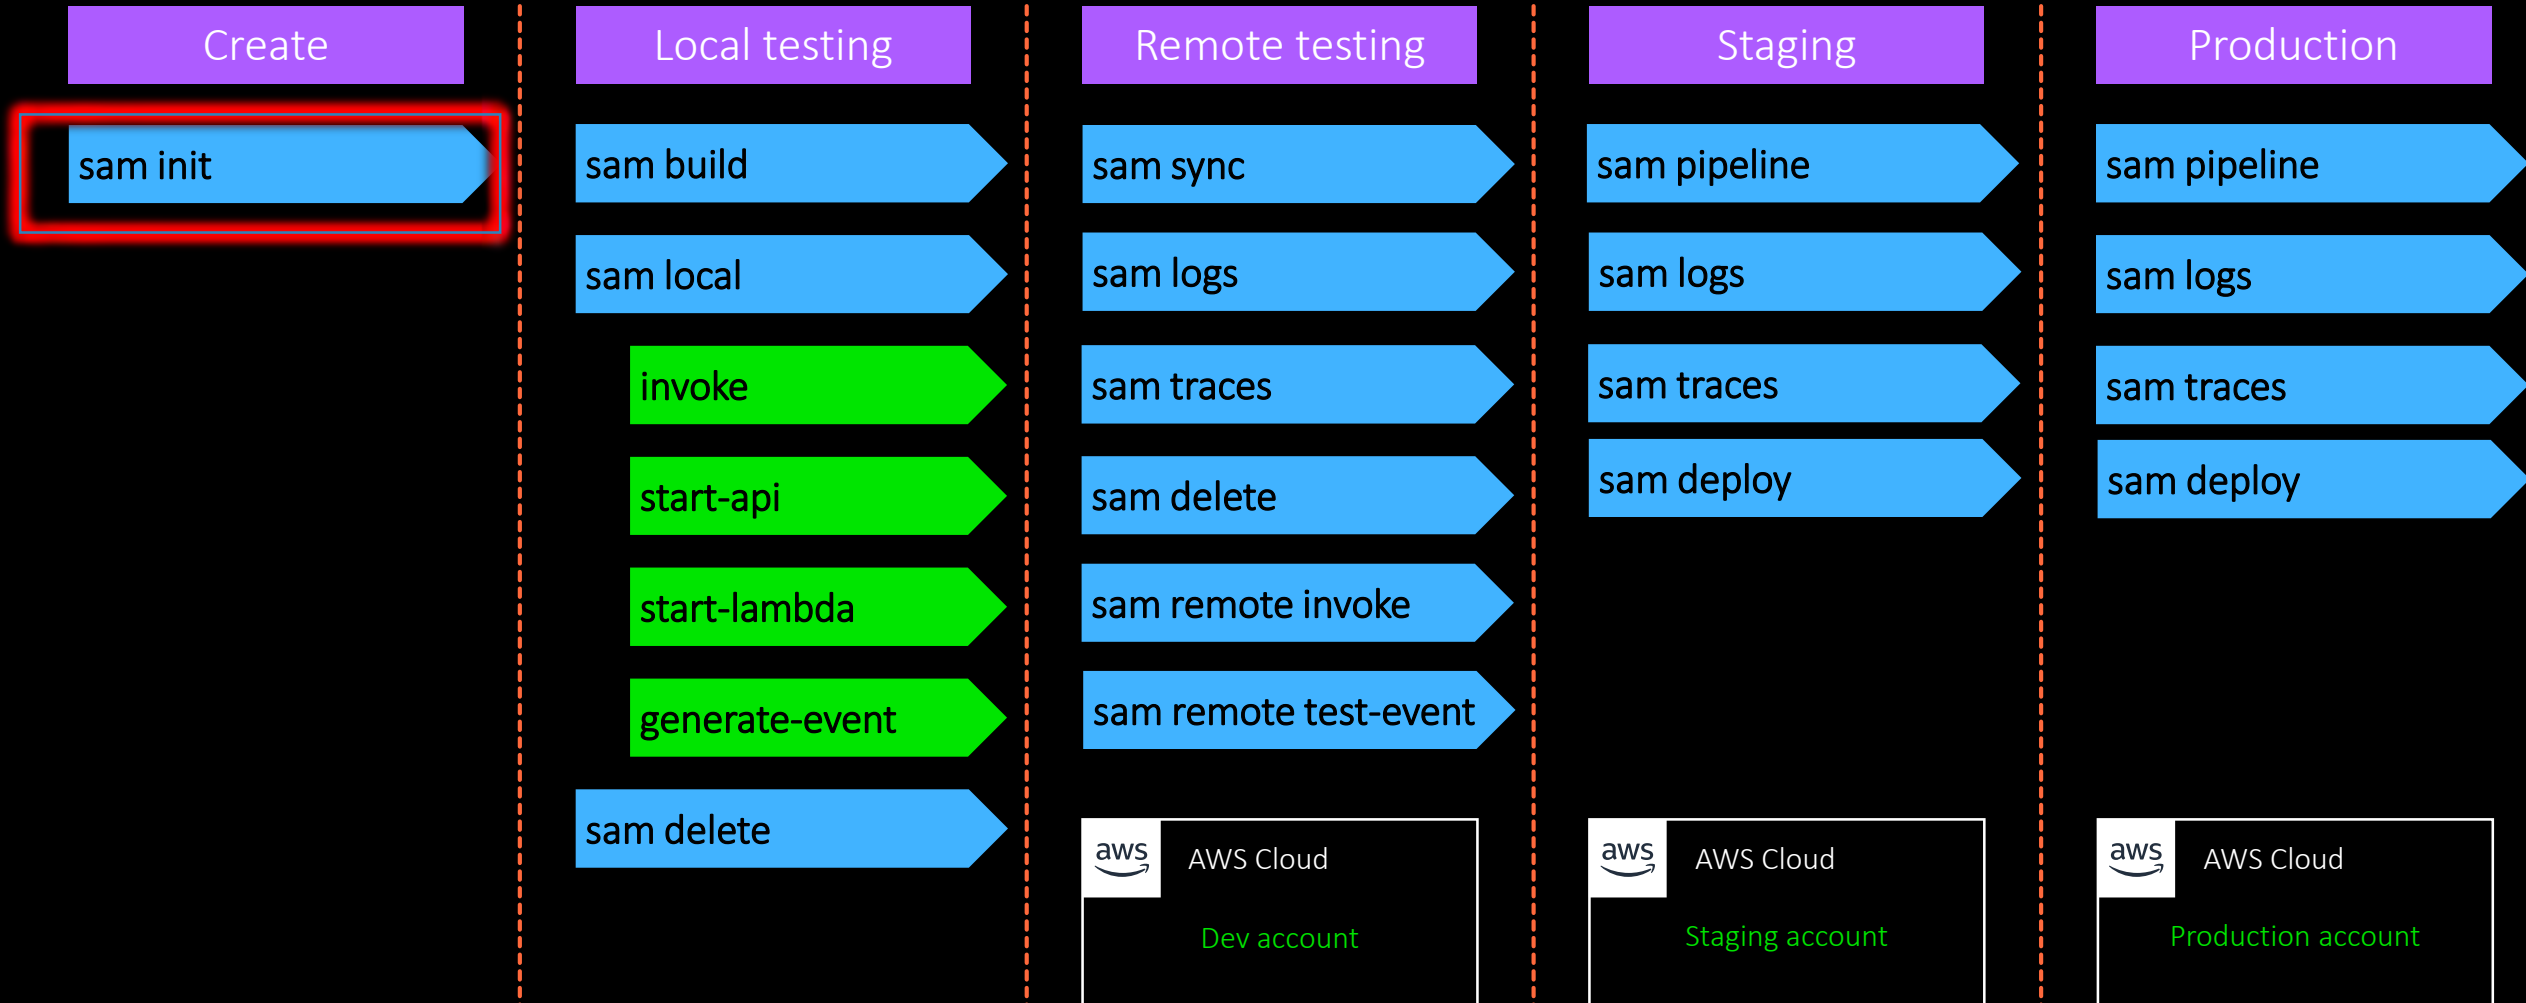 Create
sam init
Local testing
sam build
sam local
invoke
start-api
start-lambda
generate-event
sam delete
Remote testing
sam sync
sam logs
sam traces
sam delete
sam remote invoke
sam remote test-event
aws
AWS Cloud
Dev account
Staging
sam pipeline
sam logs
sam traces
sam deploy
aws
AWS Cloud
Staging account
Production
sam pipeline
sam logs
sam traces
sam deploy
aws
AWS Cloud
Production account